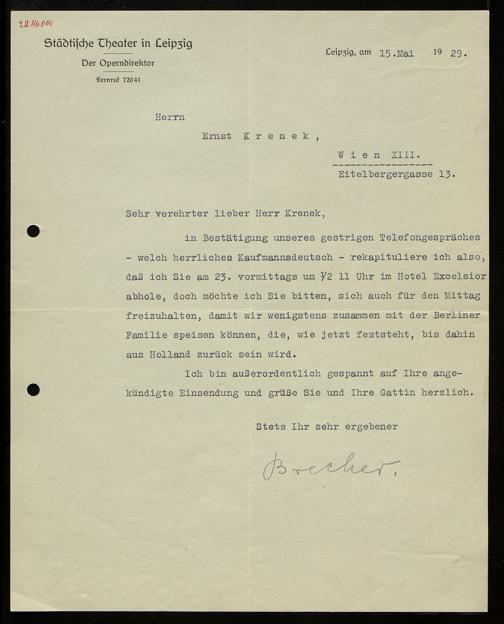 Städtische Theater in Leipzig
Der Operndirektor
Fernruf 72041
Leipzig, am 15.Mai 1929.
Herrn
Ernst K r e n e k ,
W i e n XIII.
Eitelbergergasse 13.
Sehr verehrter lieber Herr Krenek,
in Bestätigung unseres gestrigen Telefongespräches
- welch herrliches Kaufmannsdeutsch - rekapituliere ich also,
daß ich Sie am 23. vormittags um ½ 11 Uhr im Hotel Excelsior
abhole, doch möchte ich Sie bitten, sich auch für den Mittag
freizuhalten, damit wir wenigstens zusammen mit der Berliner
Familie speisen können, die, wie jetzt feststeht, bis dahin
aus Holland zurück sein wird.
Ich bin außerordentlich gespannt auf Ihre ange-
kündigte Einsendung und grüße Sie und Ihre Gattin herzlich.
Stets Ihr sehr ergebener
Brecher.